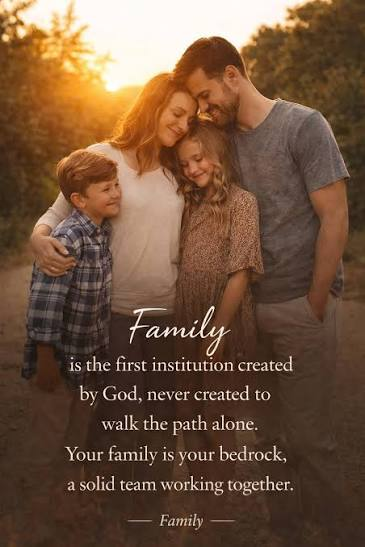 Family
is the first institution created
by God, never created to
walk the path alone.
Your family is your bedrock,
a solid team working together.
— Family —